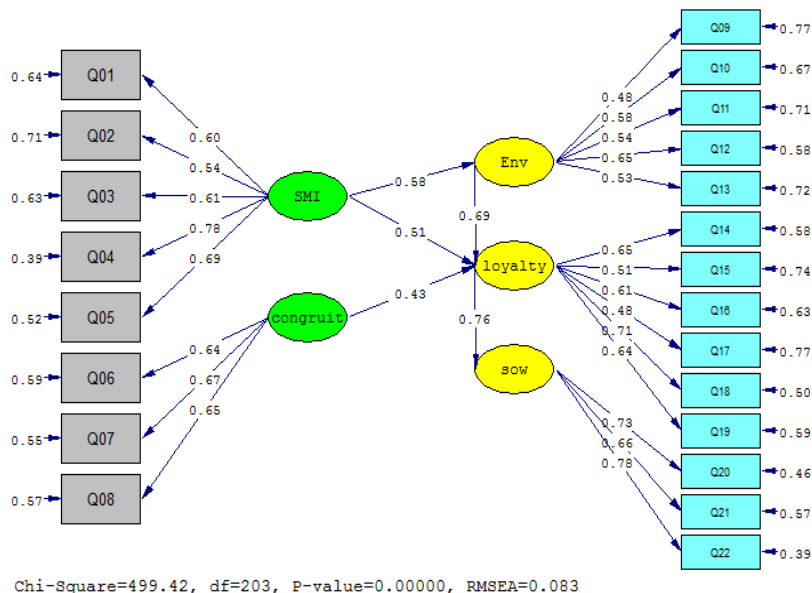 Q09
0.77
Q10
0.67
Q11
0.71
Q12
0.58
Q13
0.72
Q14
0.58
Q15
0.74
Q16
0.63
Q17
0.77
Q18
0.50
Q19
0.59
Q20
0.46
Q21
0.57
Q22
0.39
0.64
Q01
0.71
Q02
0.63
Q03
0.39
Q04
0.52
Q05
0.59
Q06
0.55
Q07
0.57
Q08
0.60
0.54
0.61
0.78
0.69
0.64
0.67
0.65
SMI
congruit
0.58
0.51
0.43
Env
0.69
loyalty
0.76
sow
0.48
0.58
0.54
0.65
0.53
0.65
0.51
0.61
0.48
0.71
0.64
0.73
0.66
0.78
Chi-Square=499.42, df=203, P-value=0.00000, RMSEA=0.083